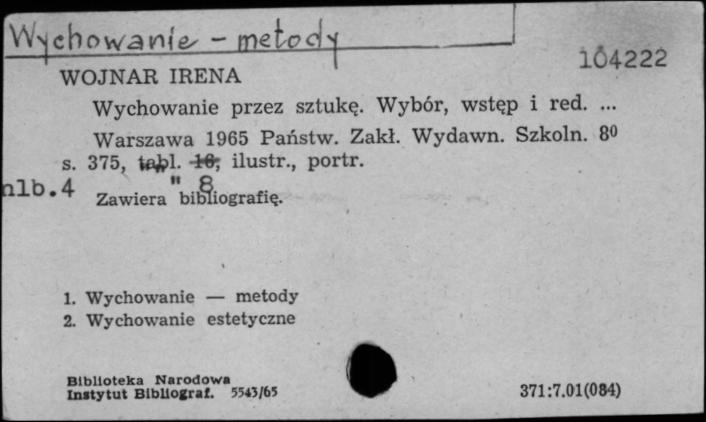 Wychowanie - metody
104222
WOJNAR IRENA
Wychowanie przez sztukę. Wybór, wstęp i red. ...
Warszawa 1965 Państw. Zakł. Wydawn. Szkoln. 8⁰
s. 375, tabl. 16, ilustr., portr.
nlb.4 " 8
Zawiera bibliografię.
1. Wychowanie — metody
2. Wychowanie estetyczne
Biblioteka Narodowa
Instytut Bibliograf. 5543/65
371:7.01(084)